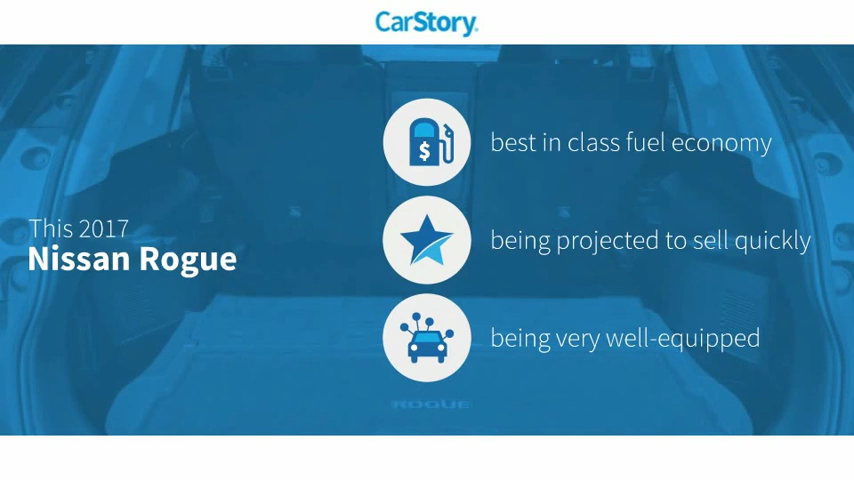 CarStory
This 2017
Nissan Rogue
$
best in class fuel economy
being projected to sell quickly
being very well-equipped
ROGUE